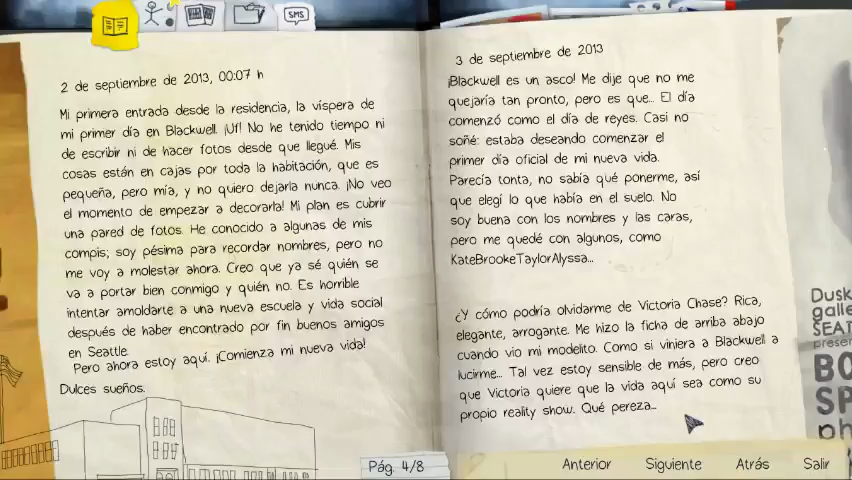 SMS
2 de septiembre de 2013, 00:07 h
Mi primera entrada desde la residencia, la víspera de
mi primer día en Blackwell. ¡Uf! No he tenido tiempo ni
de escribir ni de hacer fotos desde que llegué. Mis
cosas están en cajas por toda la habitación, que es
pequeña, pero mía, y no quiero dejarla nunca. ¡No veo
el momento de empezar a decorarla! Mi plan es cubrir
una pared de fotos. He conocido a algunas de mis
compis; soy pésima para recordar nombres, pero no
me voy a molestar ahora. Creo que ya sé quién se
va a portar bien conmigo y quién no. Es horrible
intentar amoldarte a una nueva escuela y vida social
después de haber encontrado por fin buenos amigos
en Seattle.
Pero ahora estoy aquí. ¡Comienza mi nueva vida!
Dulces sueños.
3 de septiembre de 2013
¡Blackwell es un asco! Me dije que no me
quejaría tan pronto, pero es que... El día
comenzó como el día de reyes. Casi no
soñé: estaba deseando comenzar el
primer día oficial de mi nueva vida.
Parecía tonta, no sabía qué ponerme, así
que elegí lo que había en el suelo. No
soy buena con los nombres y las caras,
pero me quedé con algunos, como
KateBrookeTaylorAlyssa...
¿Y cómo podría olvidarme de Victoria Chase? Rica,
elegante, arrogante. Me hizo la ficha de arriba abajo
cuando vio mi modelito. Como si viniera a Blackwell a
lucirme... Tal vez estoy sensible de más, pero creo
que Victoria quiere que la vida aquí sea como su
propio reality show. Qué pereza...
Dusk
galle
SEAT
presen
BO
SP
ph
Pág. 4/8
Anterior Siguiente Atrás Salir